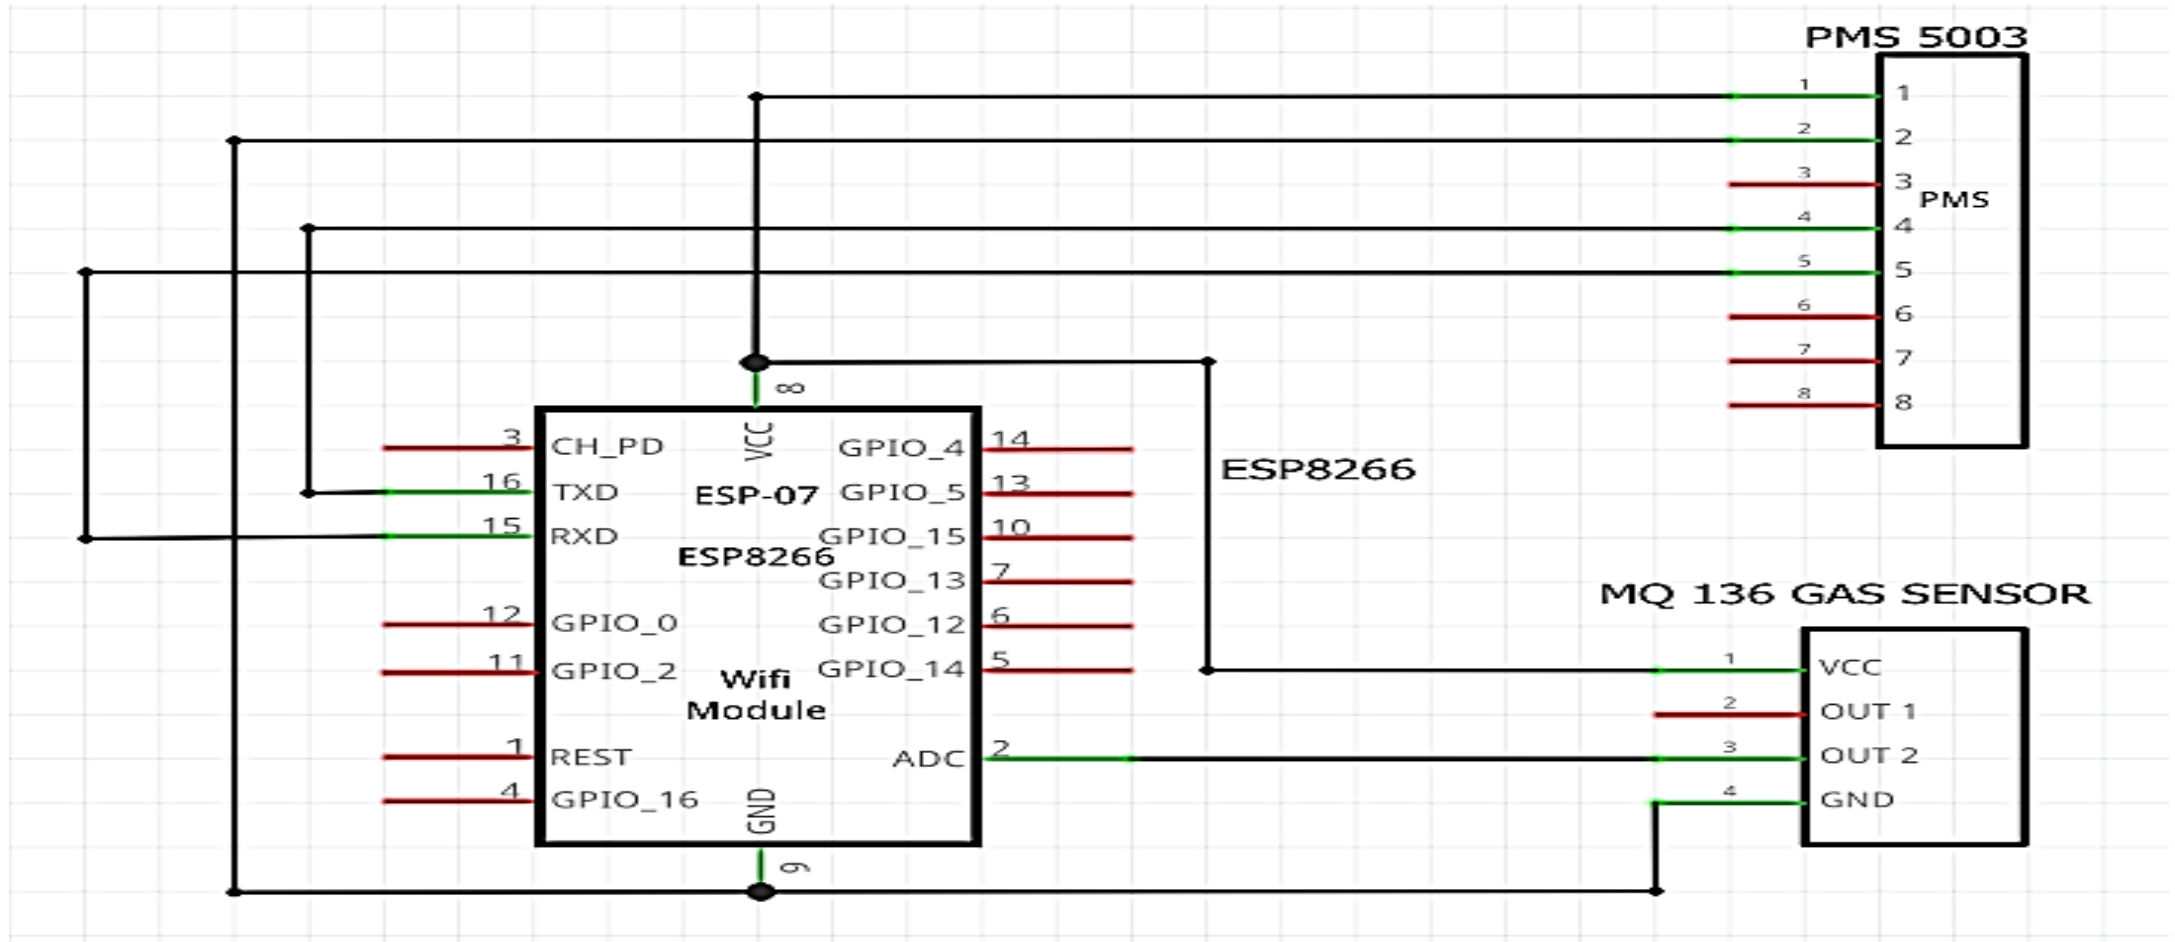 PMS 5003
1 1
2 2
3 3
PMS
4 4
5 5
6 6
7 7
8 8
8
VCC
3 CH_PD
GPIO_4 14
ESP8266
16 TXD
ESP-07
GPIO_5 13
15 RXD
GPIO_15 10
ESP8266
GPIO_13 7
12 GPIO_0
GPIO_12 6
11 GPIO_2
GPIO_14 5
Wifi
Module
1 REST
ADC 2
4 GPIO_16
GND
9
MQ 136 GAS SENSOR
1 VCC
2 OUT 1
3 OUT 2
4 GND